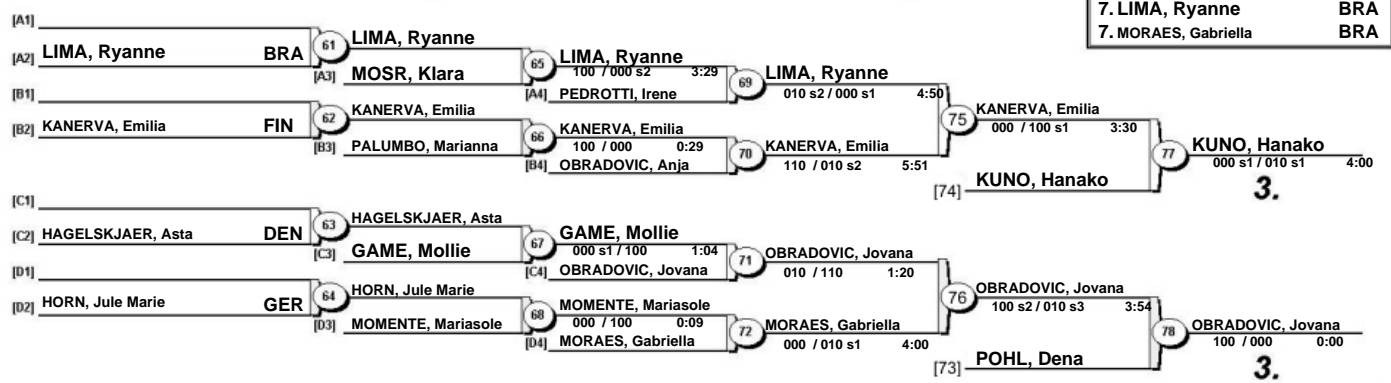 7. LIMA, Ryanne BRA
7. MORAES, Gabriella BRA
[A1]
[A2] LIMA, Ryanne BRA
61
LIMA, Ryanne
[A3] MOSR, Klara
65
LIMA, Ryanne
100 / 000 s2 3:29
[A4] PEDROTTI, Irene
69
LIMA, Ryanne
010 s2 / 000 s1 4:50
[B1]
[B2] KANERVA, Emilia FIN
62
KANERVA, Emilia
[B3] PALUMBO, Marianna
66
KANERVA, Emilia
100 / 000 0:29
[B4] OBRADOVIC, Anja
70
KANERVA, Emilia
110 / 010 s2 5:51
75
KANERVA, Emilia
000 / 100 s1 3:30
[74] KUNO, Hanako
77
KUNO, Hanako
000 s1 / 010 s1 4:00
3.
[C1]
[C2] HAGELSKJAER, Asta DEN
63
HAGELSKJAER, Asta
[C3] GAME, Mollie
67
GAME, Mollie
000 s1 / 100 1:04
[C4] OBRADOVIC, Jovana
71
OBRADOVIC, Jovana
010 / 110 1:20
[D1]
[D2] HORN, Jule Marie GER
64
HORN, Jule Marie
[D3] MOMENTE, Mariasole
68
MOMENTE, Mariasole
000 / 100 0:09
[D4] MORAES, Gabriella
72
MORAES, Gabriella
000 / 010 s1 4:00
76
OBRADOVIC, Jovana
100 s2 / 010 s3 3:54
[73] POHL, Dena
78
OBRADOVIC, Jovana
100 / 000 0:00
3.